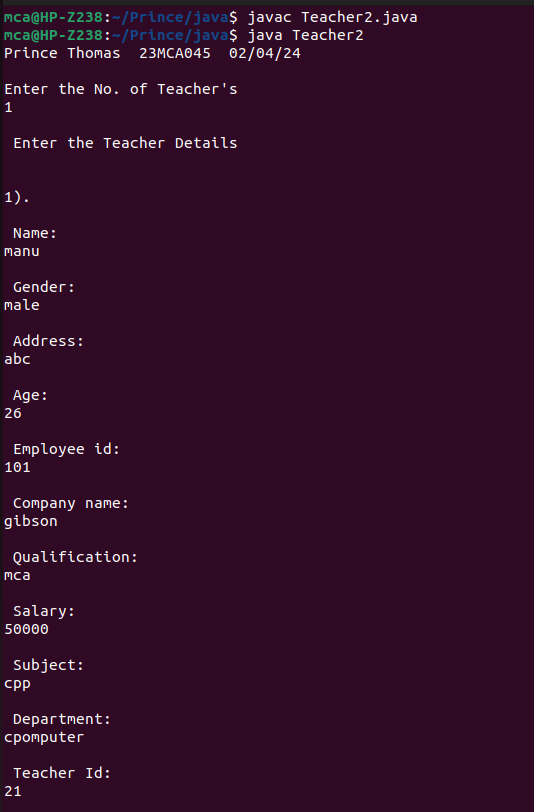 mca@HP-Z238:~/Prince/java$ javac Teacher2.java
mca@HP-Z238:~/Prince/java$ java Teacher2
Prince Thomas  23MCA045  02/04/24
Enter the No. of Teacher's
1
Enter the Teacher Details
1).
Name:
manu
Gender:
male
Address:
abc
Age:
26
Employee id:
101
Company name:
gibson
Qualification:
mca
Salary:
50000
Subject:
cpp
Department:
cpomputer
Teacher Id:
21